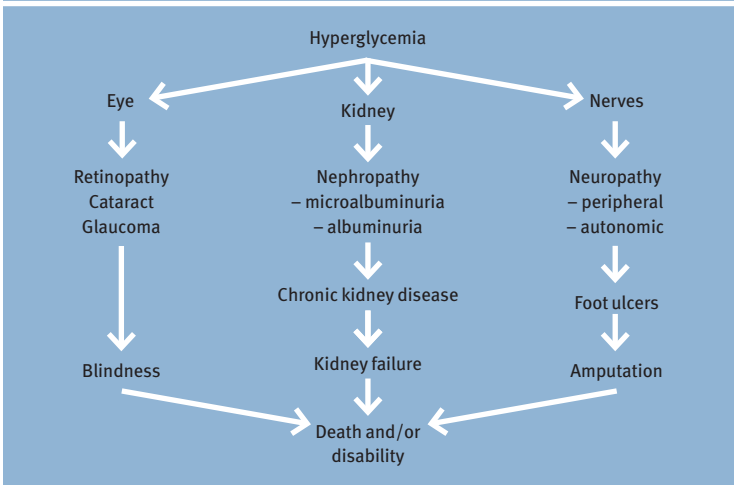 Hyperglycemia
Eye
Kidney
Nerves
Retinopathy
Cataract
Glaucoma
Nephropathy
– microalbuminuria
– albuminuria
Neuropathy
– peripheral
– autonomic
Chronic kidney disease
Foot ulcers
Blindness
Kidney failure
Amputation
Death and/or
disability